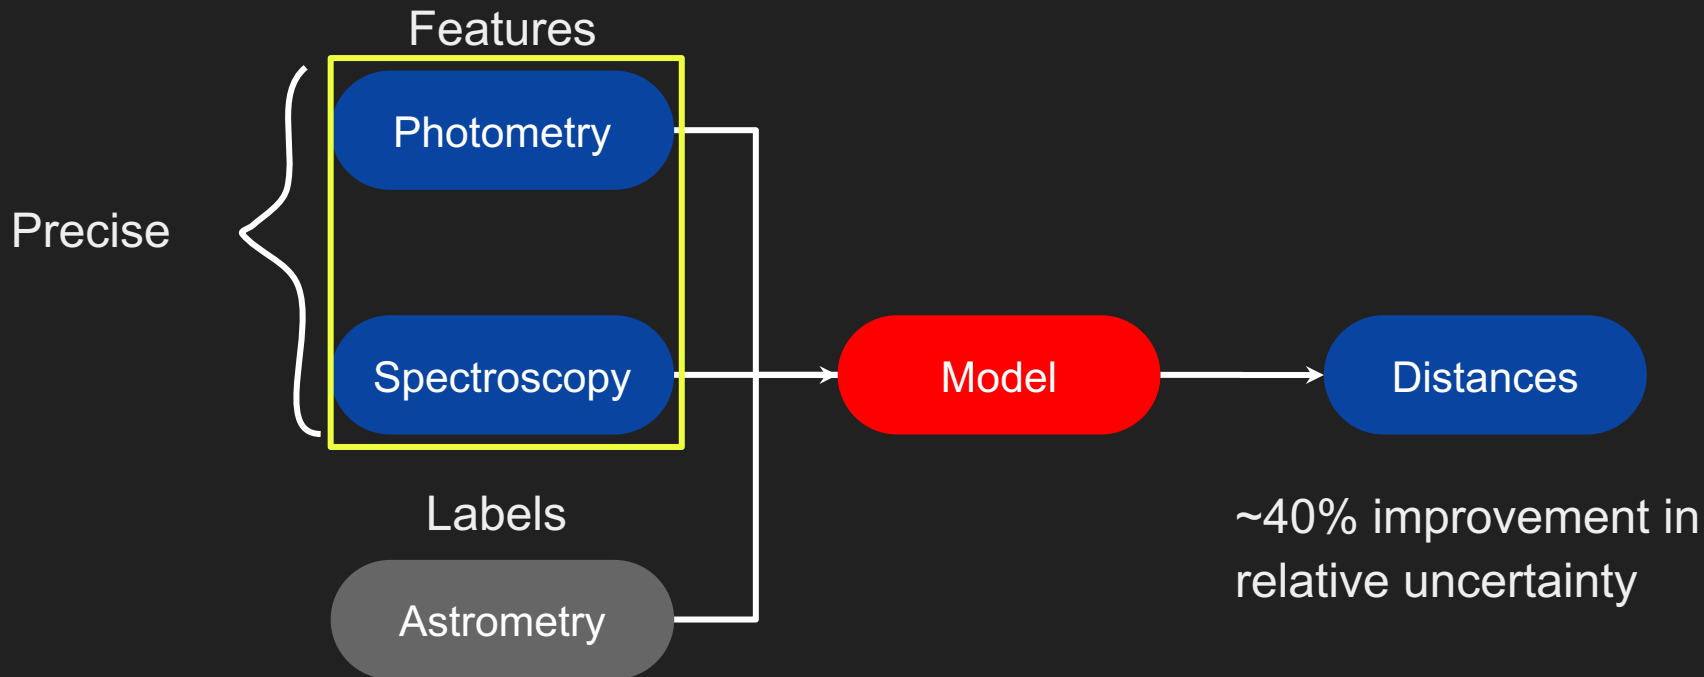 Features
Photometry
Precise
Spectroscopy
Model
Distances
Labels
~40% improvement in
relative uncertainty
Astrometry